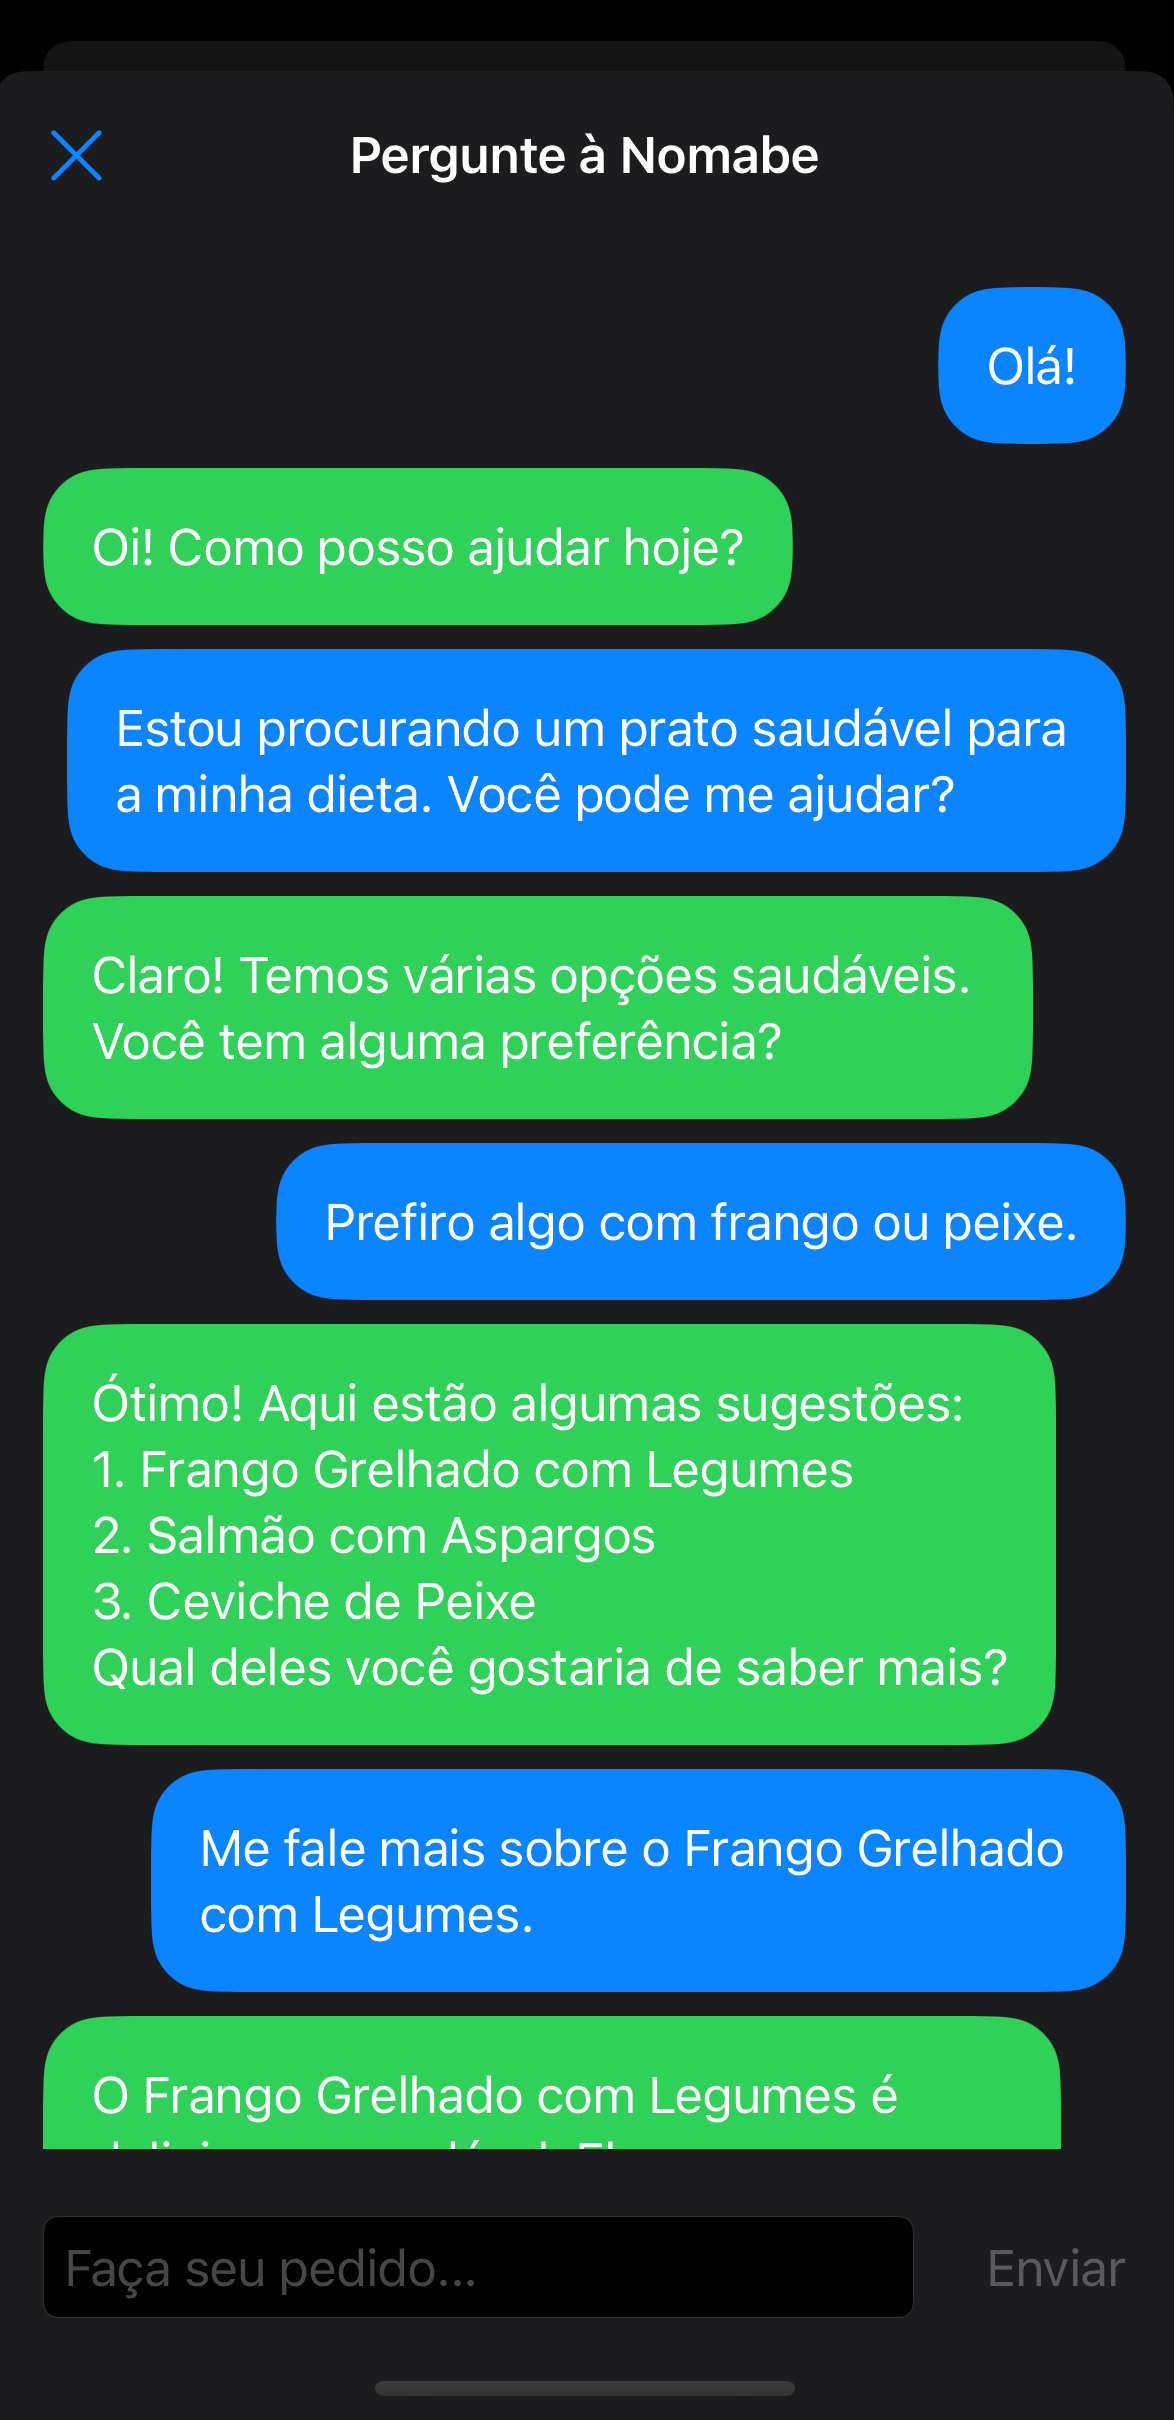 Pergunte à Nomabe
Olá!
Oi! Como posso ajudar hoje?
Estou procurando um prato saudável para
a minha dieta. Você pode me ajudar?
Claro! Temos várias opções saudáveis.
Você tem alguma preferência?
Prefiro algo com frango ou peixe.
Ótimo! Aqui estão algumas sugestões:
1. Frango Grelhado com Legumes
2. Salmão com Aspargos
3. Ceviche de Peixe
Qual deles você gostaria de saber mais?
Me fale mais sobre o Frango Grelhado
com Legumes.
O Frango Grelhado com Legumes é
Faça seu pedido...
Enviar